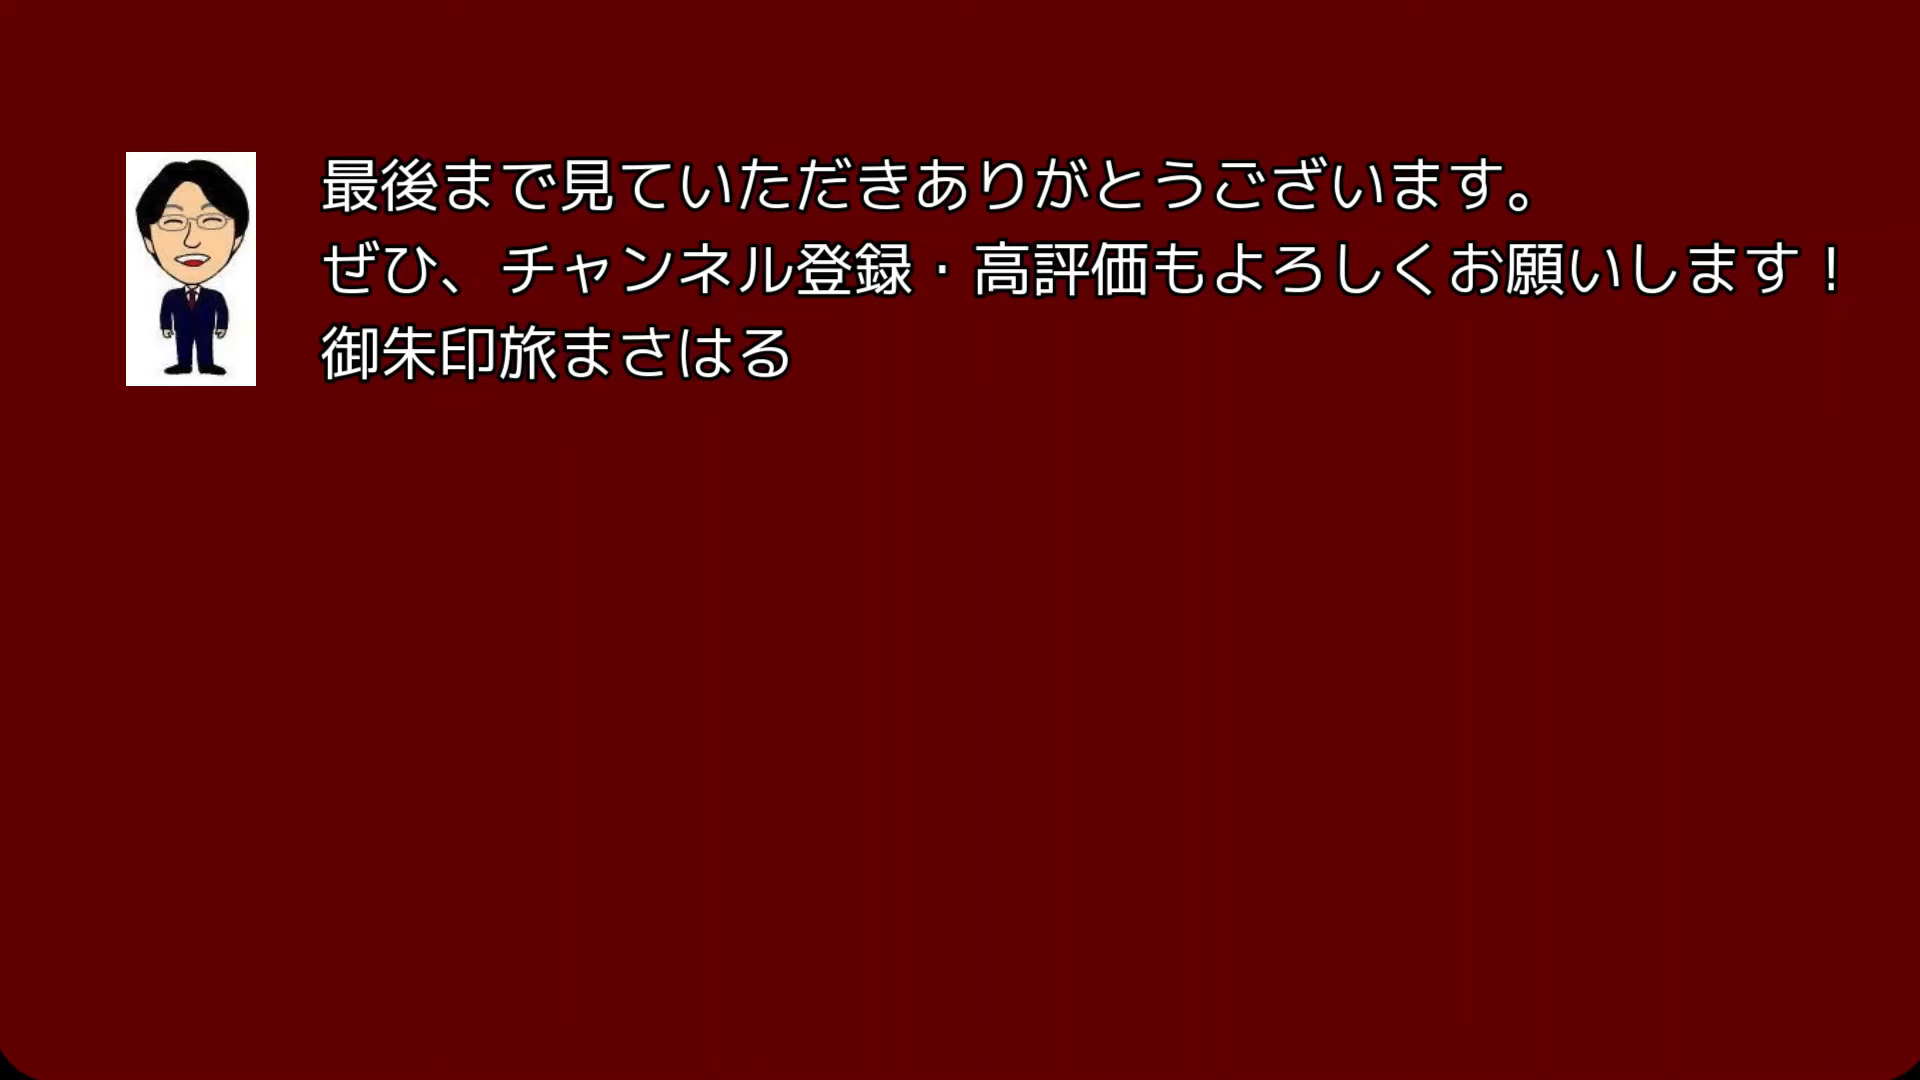 最後まで見ていただきありがとうございます。
ぜひ、チャンネル登録・高評価もよろしくお願いします！
御朱印旅まさはる